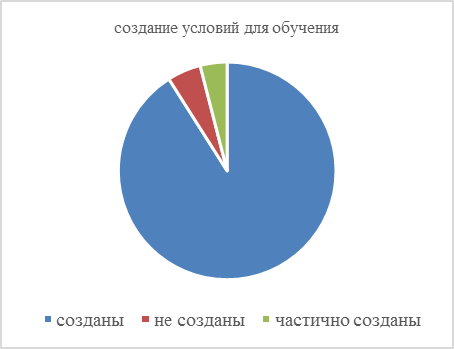 создание условий для обучения
созданы не созданы частично созданы